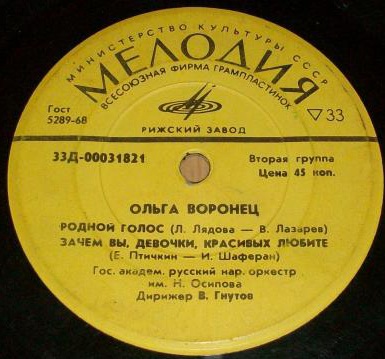 МИНИСТЕРСТВО КУЛЬТУРЫ СССР
МЕЛОДИЯ
ВСЕСОЮЗНАЯ ФИРМА ГРАМПЛАСТИНОК
Гост
5289-68
▽33
РИЖСКИЙ ЗАВОД
33Д-00031821
Вторая группа
Цена 45 коп.
ОЛЬГА ВОРОНЕЦ
РОДНОЙ ГОЛОС (Л. Лядова — В. Лазарев)
ЗАЧЕМ ВЫ, ДЕВОЧКИ, КРАСИВЫХ ЛЮБИТЕ
(Е. Птичкин — И. Шаферан)
Гос. академ. русский нар. оркестр
им. Н. Осипова
Дирижер В. Гнутов